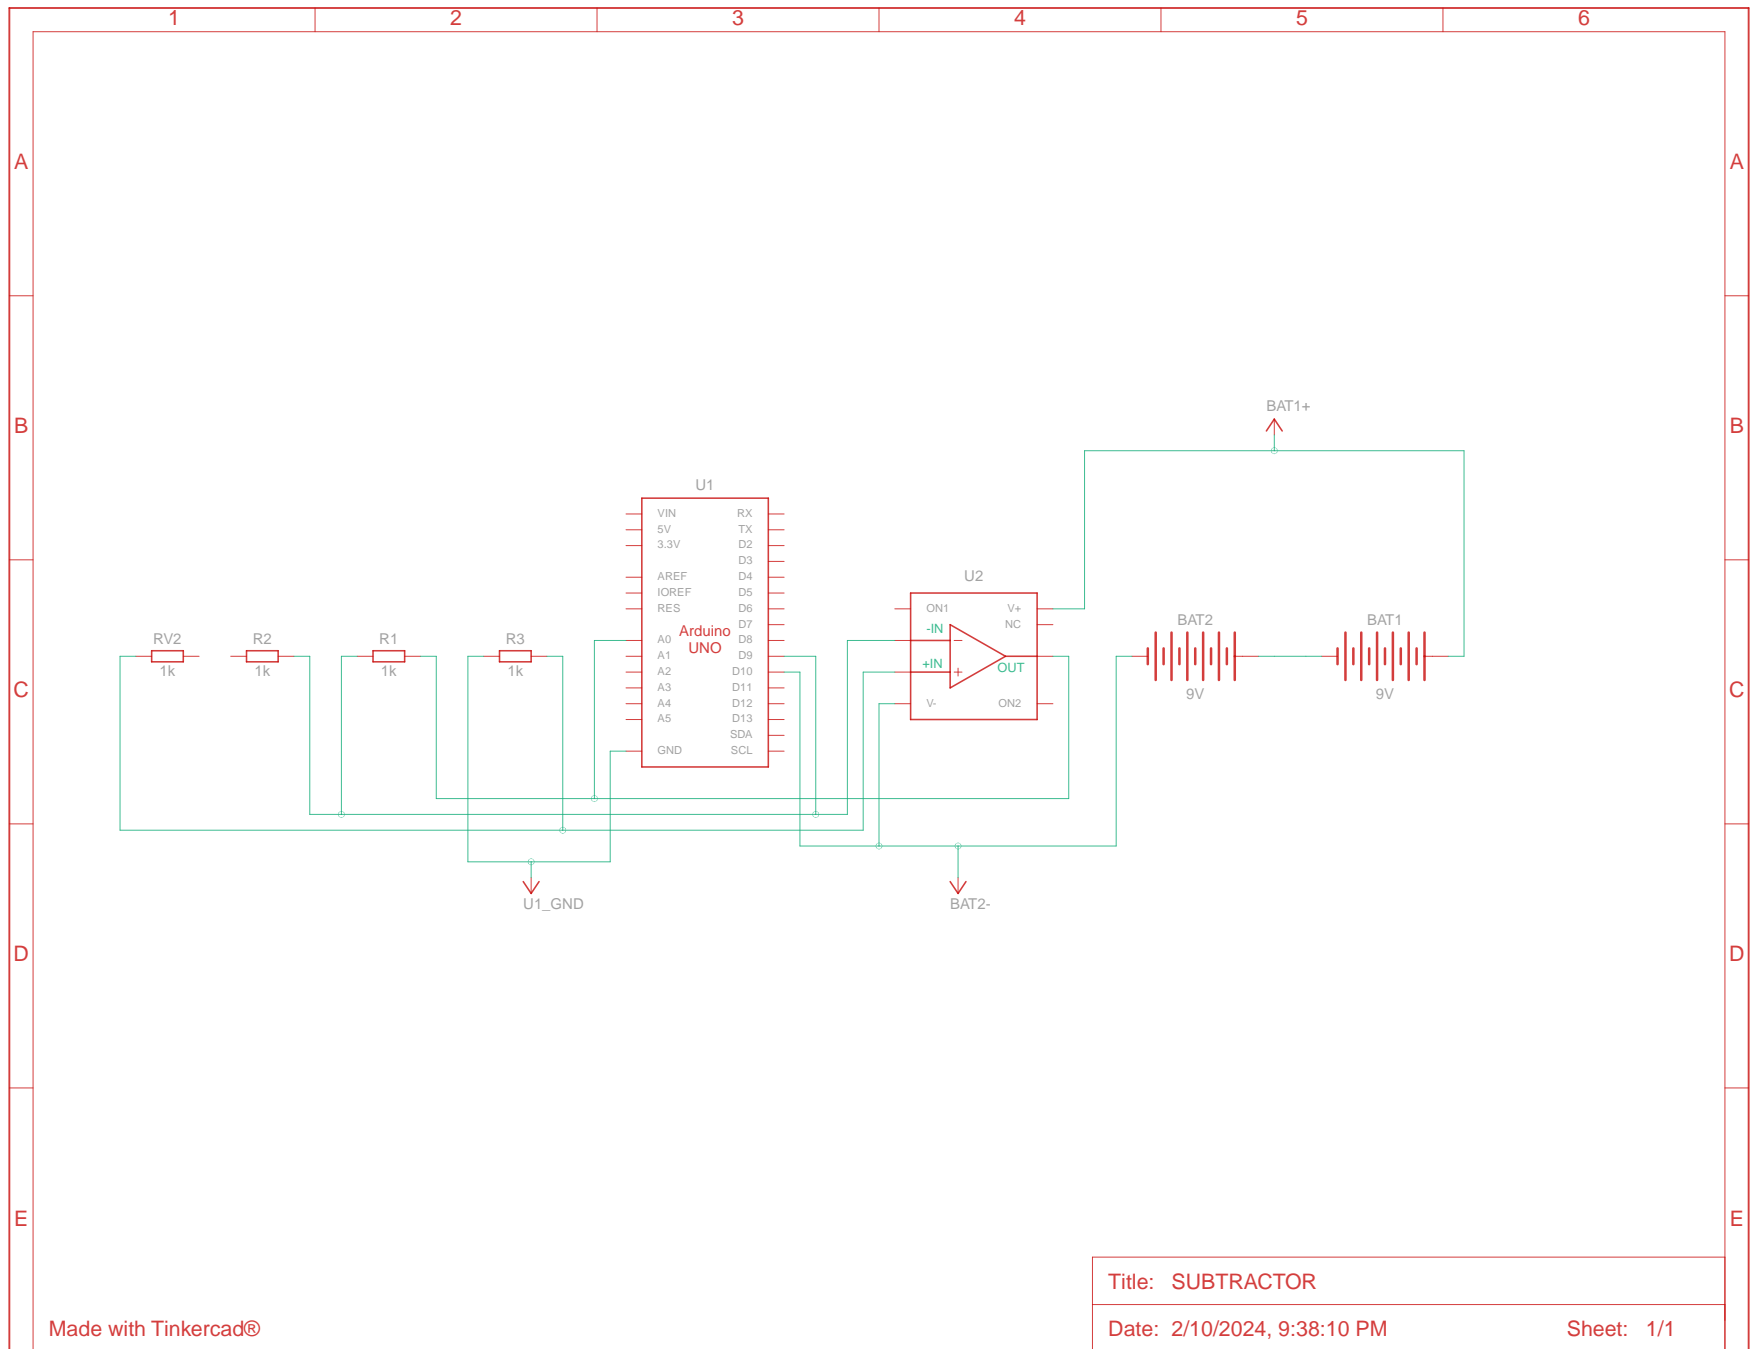 1 2 3 4 5 6
A A
BAT1+
B B
U1
VIN RX
5V TX
3.3V D2
D3
AREF D4
IOREF D5
RES D6
D7
A0 D8
A1 D9
A2 D10
A3 D11
A4 D12
A5 D13
SDA
GND SCL
Arduino
UNO
U2
ON1 V+
NC
-IN
+IN
OUT
V- ON2
RV2 R2 R1 R3
1k 1k 1k 1k
BAT2 BAT1
9V 9V
C C
U1_GND BAT2-
D D
E E
Title: SUBTRACTOR
Made with Tinkercad®
Date: 2/10/2024, 9:38:10 PM Sheet: 1/1